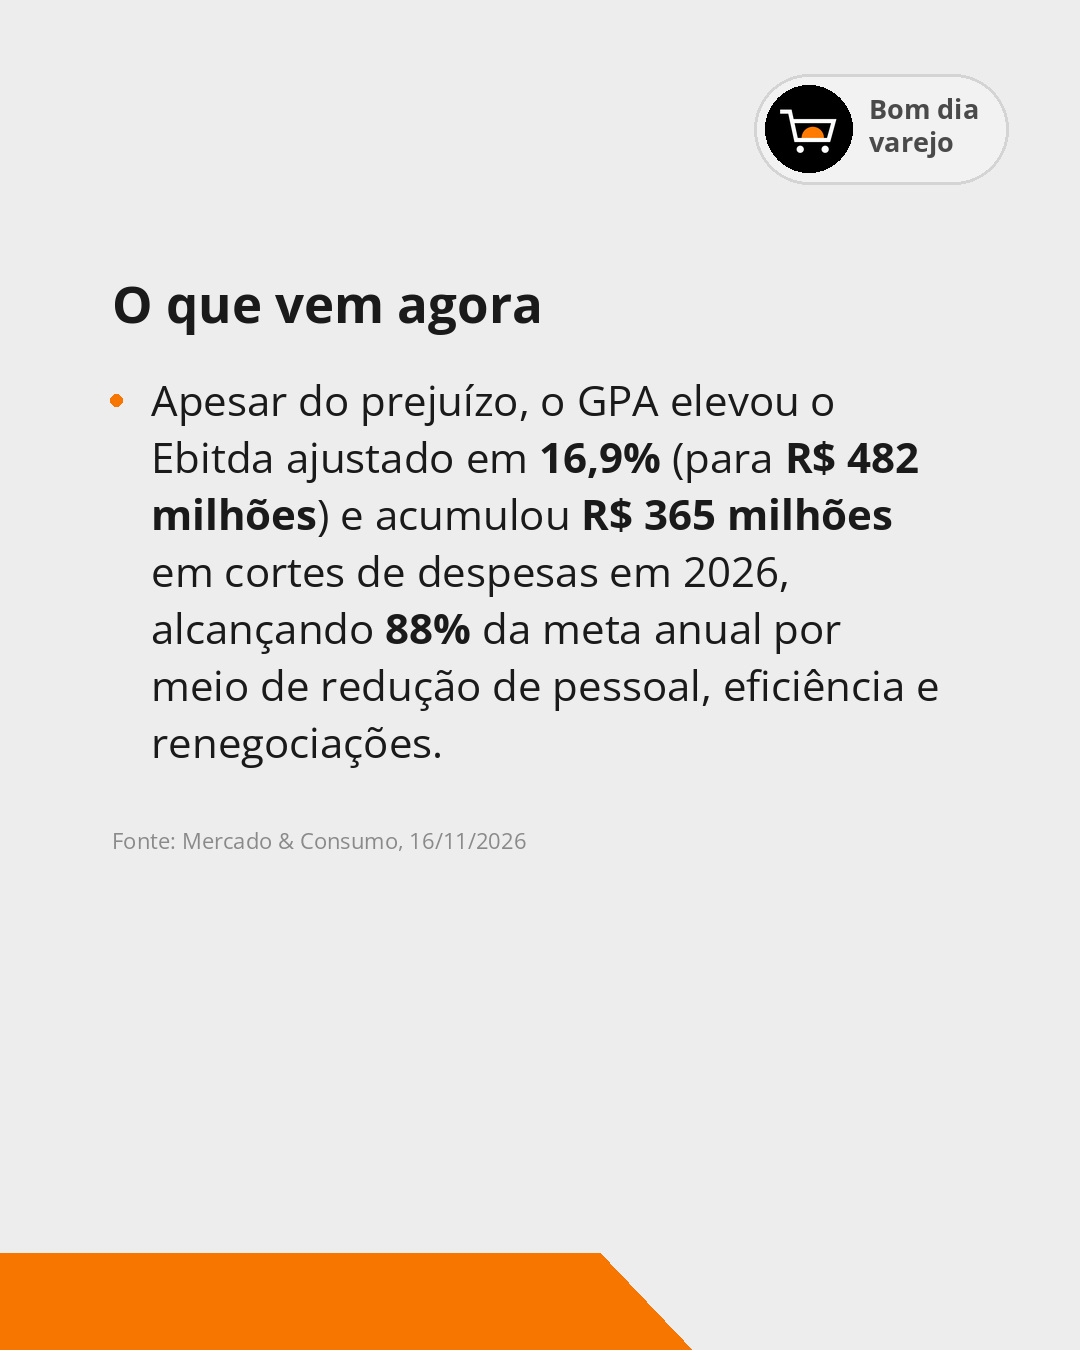 Bom dia
varejo
O que vem agora
Apesar do prejuízo, o GPA elevou o
Ebitda ajustado em 16,9% (para R$ 482
milhões) e acumulou R$ 365 milhões
em cortes de despesas em 2026,
alcançando 88% da meta anual por
meio de redução de pessoal, eficiência e
renegociações.
Fonte: Mercado & Consumo, 16/11/2026